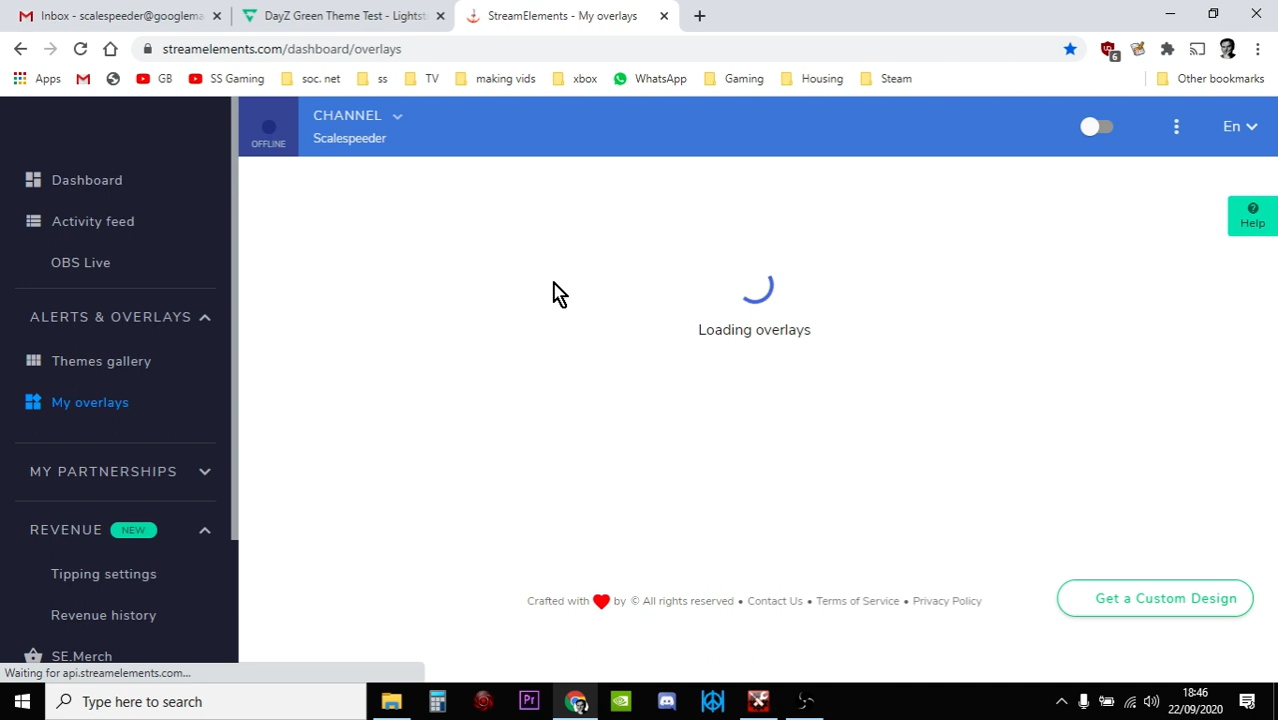 Inbox - scalespeeder@googlema
DayZ Green Theme Test - Lightst
StreamElements - My overlays
streamelements.com/dashboard/overlays
6
Apps
GB
SS Gaming
soc. net
ss
TV
making vids
xbox
WhatsApp
Gaming
Housing
Steam
Other bookmarks
OFFLINE
CHANNEL
Scalespeeder
En
Help
Dashboard
Activity feed
OBS Live
ALERTS & OVERLAYS
Themes gallery
My overlays
MY PARTNERSHIPS
REVENUE NEW
Tipping settings
Revenue history
SE.Merch
Loading overlays
Crafted with by © All rights reserved • Contact Us • Terms of Service • Privacy Policy
Get a Custom Design
Waiting for api.streamelements.com...
Type here to search
Pr
18:46
22/09/2020